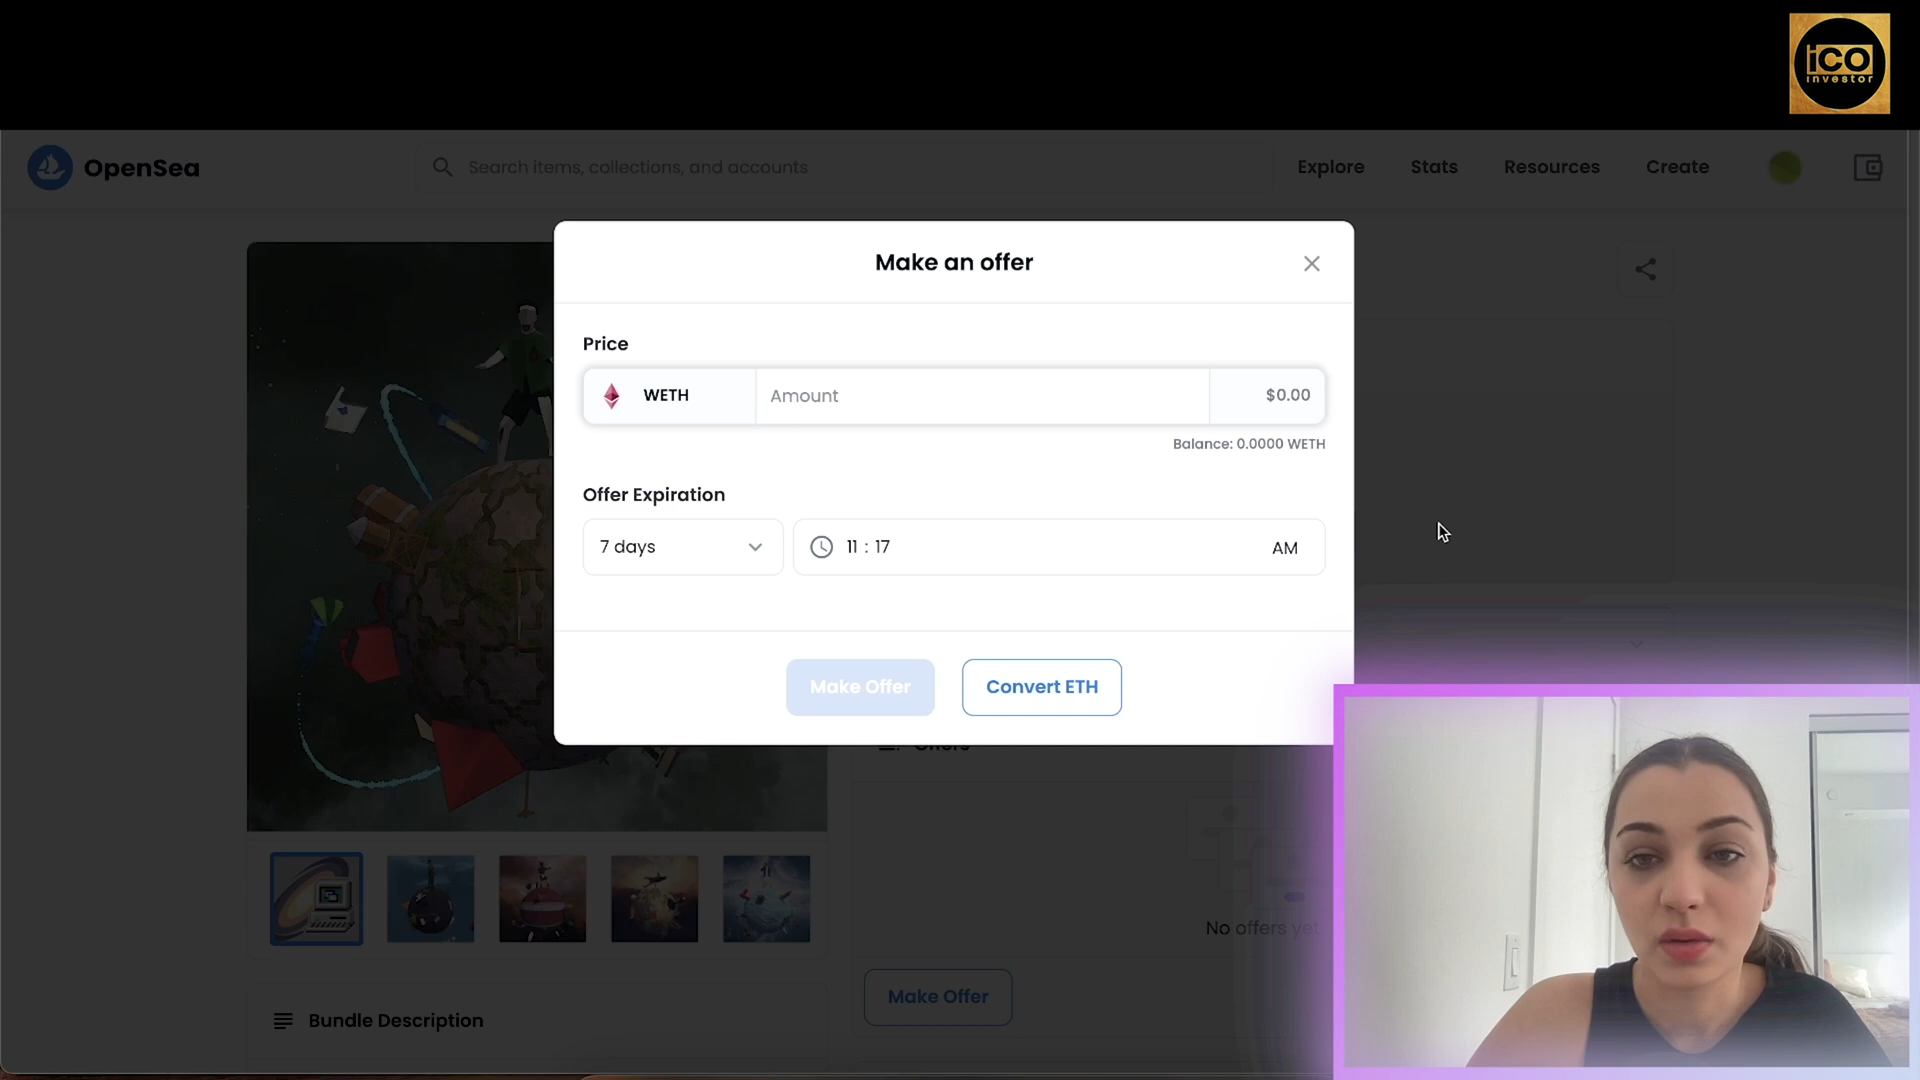 iCO
investor
OpenSea
Search items, collections, and accounts
Explore
Stats
Resources
Create
Make an offer
Price
WETH
Amount
$0.00
Balance: 0.0000 WETH
Offer Expiration
7 days
11 : 17
AM
Make Offer
Convert ETH
Offers
No offers yet
Make Offer
Bundle Description